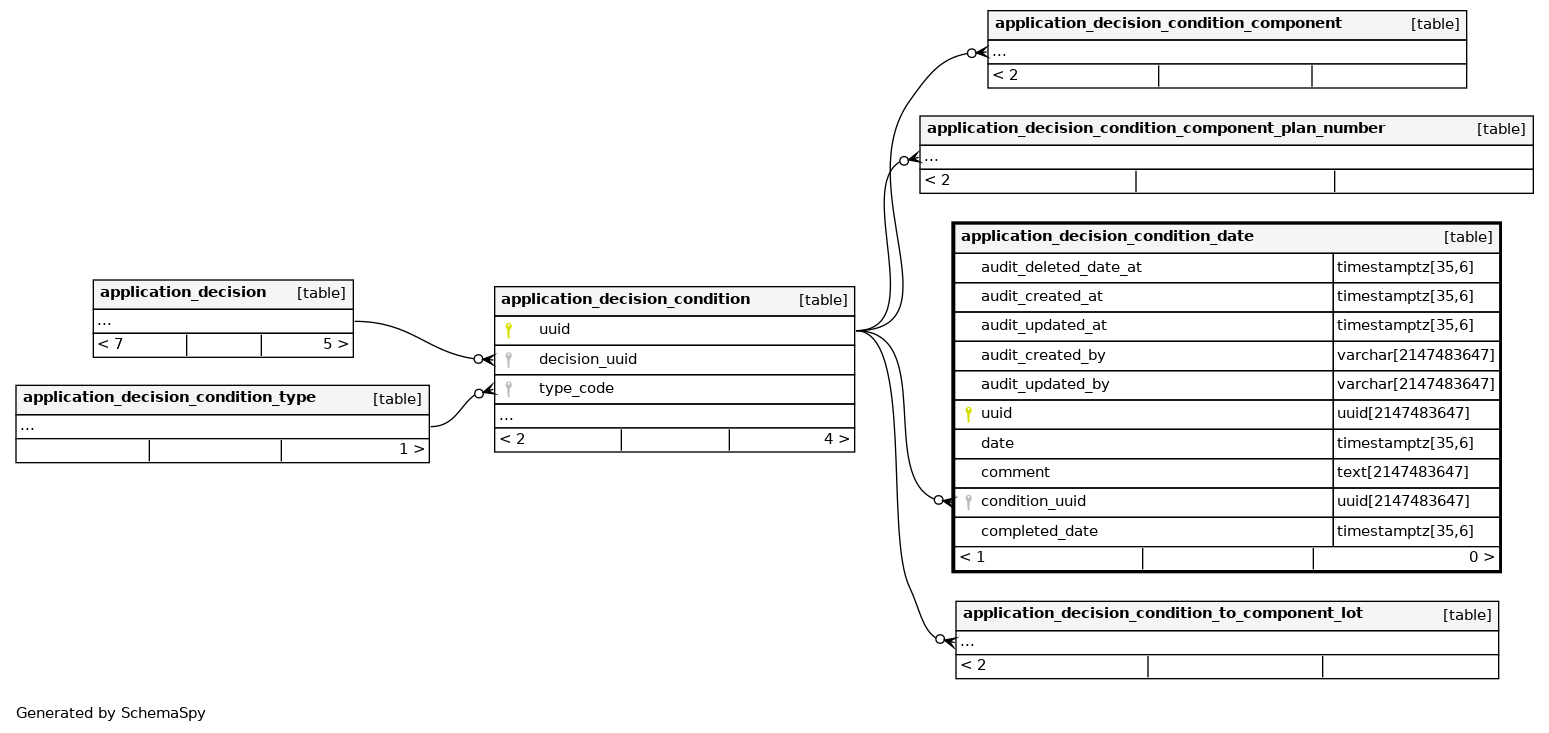 application_decision_condition_component [table]
...
< 2
application_decision_condition_component_plan_number [table]
...
< 2
application_decision_condition_date [table]
audit_deleted_date_at timestamptz[35,6]
audit_created_at timestamptz[35,6]
audit_updated_at timestamptz[35,6]
audit_created_by varchar[2147483647]
audit_updated_by varchar[2147483647]
uuid uuid[2147483647]
date timestamptz[35,6]
comment text[2147483647]
condition_uuid uuid[2147483647]
completed_date timestamptz[35,6]
< 1 0 >
application_decision [table]
...
< 7 5 >
application_decision_condition [table]
uuid
decision_uuid
type_code
...
< 2 4 >
application_decision_condition_type [table]
...
1 >
application_decision_condition_to_component_lot [table]
...
< 2
Generated by SchemaSpy